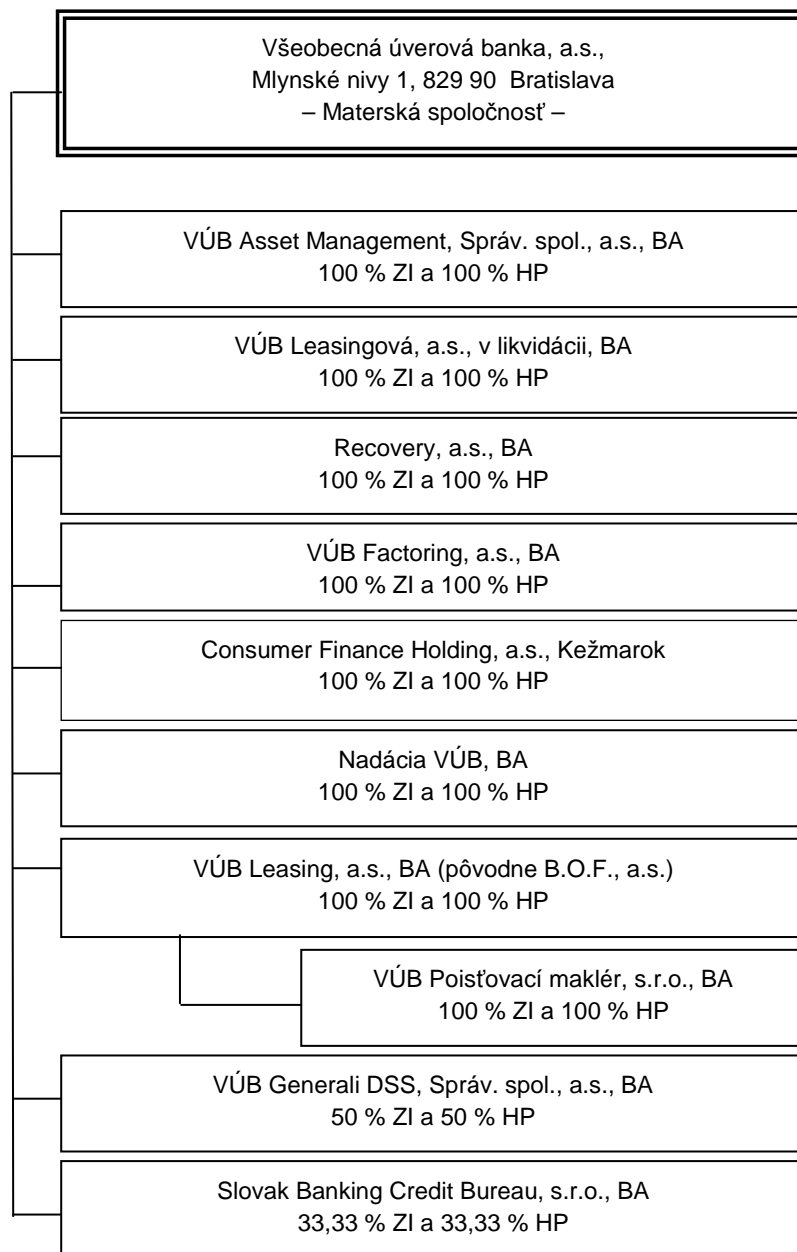 Všeobecná úverová banka, a.s.,
Mlynské nivy 1, 829 90 Bratislava
– Materská spoločnosť –
VÚB Asset Management, Správ. spol., a.s., BA
100 % ZI a 100 % HP
VÚB Leasingová, a.s., v likvidácii, BA
100 % ZI a 100 % HP
Recovery, a.s., BA
100 % ZI a 100 % HP
VÚB Factoring, a.s., BA
100 % ZI a 100 % HP
Consumer Finance Holding, a.s., Kežmarok
100 % ZI a 100 % HP
Nadácia VÚB, BA
100 % ZI a 100 % HP
VÚB Leasing, a.s., BA (pôvodne B.O.F., a.s.)
100 % ZI a 100 % HP
VÚB Poisťovací maklér, s.r.o., BA
100 % ZI a 100 % HP
VÚB Generali DSS, Správ. spol., a.s., BA
50 % ZI a 50 % HP
Slovak Banking Credit Bureau, s.r.o., BA
33,33 % ZI a 33,33 % HP